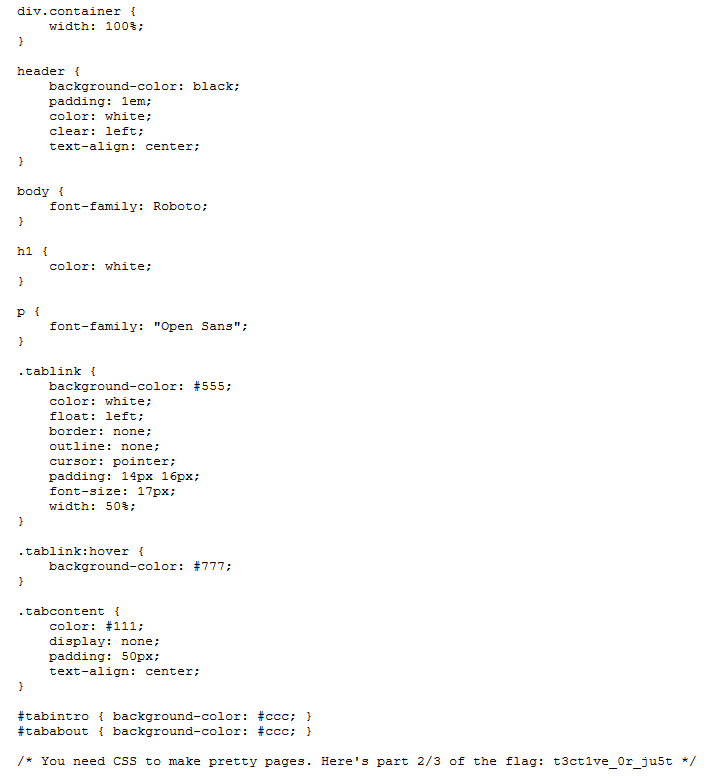 div.container {
    width: 100%;
}

header {
    background-color: black;
    padding: 1em;
    color: white;
    clear: left;
    text-align: center;
}

body {
    font-family: Roboto;
}

h1 {
    color: white;
}

p {
    font-family: "Open Sans";
}

.tablink {
    background-color: #555;
    color: white;
    float: left;
    border: none;
    outline: none;
    cursor: pointer;
    padding: 14px 16px;
    font-size: 17px;
    width: 50%;
}

.tablink:hover {
    background-color: #777;
}

.tabcontent {
    color: #111;
    display: none;
    padding: 50px;
    text-align: center;
}

#tabintro { background-color: #ccc; }
#tababout { background-color: #ccc; }

/* You need CSS to make pretty pages. Here's part 2/3 of the flag: t3ct1ve_0r_ju5t */